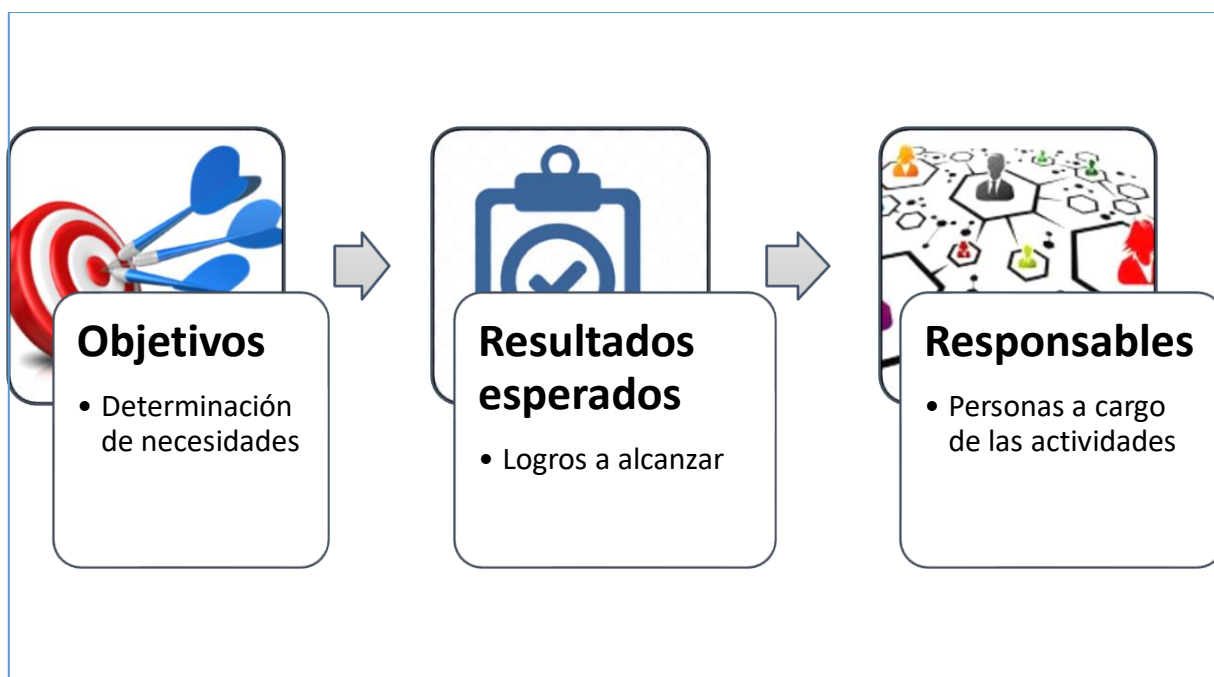 Objetivos
• Determinación
de necesidades
Resultados
esperados
• Logros a alcanzar
Responsables
• Personas a cargo
de las actividades